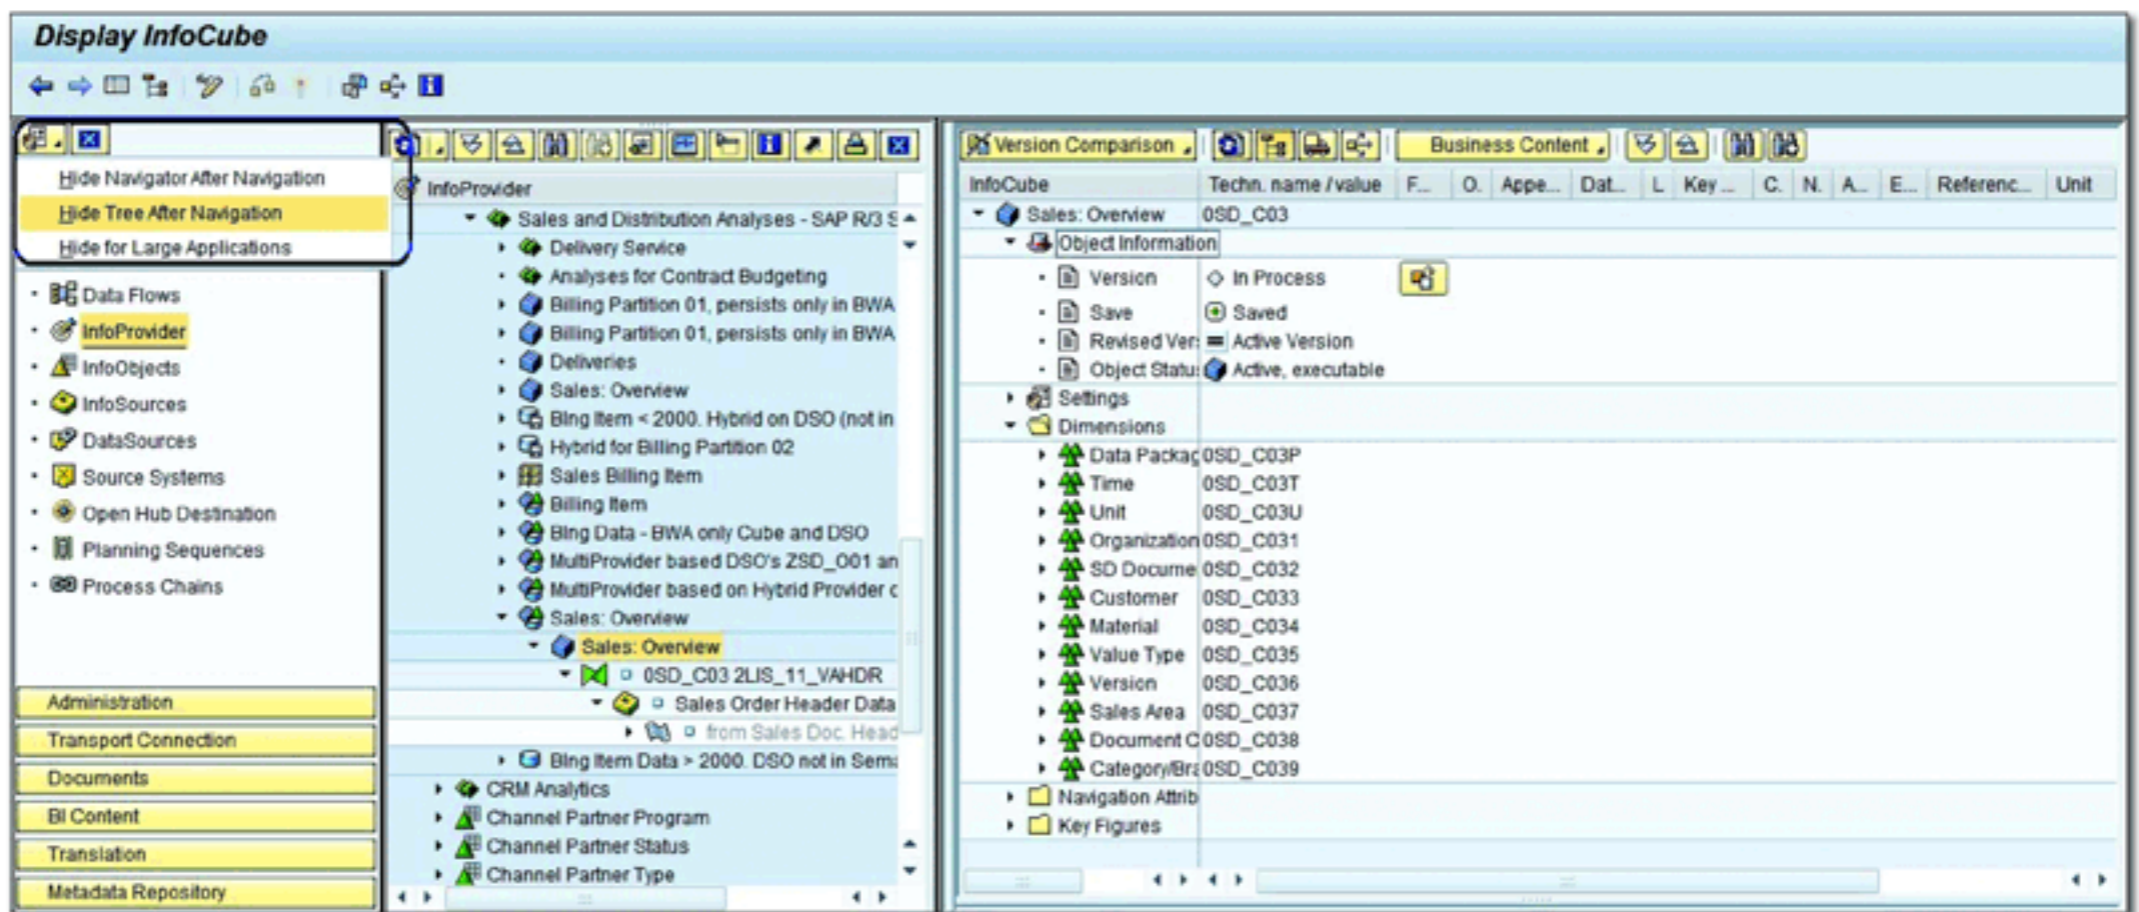 Display InfoCube
Hide Navigator After Navigation
Hide Tree After Navigation
Hide for Large Applications
Data Flows
InfoProvider
InfoObjects
InfoSources
DataSources
Source Systems
Open Hub Destination
Planning Sequences
Process Chains
Administration
Transport Connection
Documents
BI Content
Translation
Metadata Repository
InfoProvider
Sales and Distribution Analyses - SAP R/3 S
Delivery Service
Analyses for Contract Budgeting
Billing Partition 01, persists only in BWA
Billing Partition 01, persists only in BWA
Deliveries
Sales: Overview
Blng Item < 2000. Hybrid on DSO (not in
Hybrid for Billing Partition 02
Sales Billing Item
Billing Item
Blng Data - BWA only Cube and DSO
MultiProvider based DSO's ZSD_O01 an
MultiProvider based on Hybrid Provider c
Sales: Overview
Sales: Overview
0SD_C03 2LIS_11_VAHDR
Sales Order Header Data
from Sales Doc. Head
Blng Item Data > 2000. DSO not in Sema
CRM Analytics
Channel Partner Program
Channel Partner Status
Channel Partner Type
Version Comparison Business Content
InfoCube Techn. name / value F... O. Appe... Dat... L Key ... C. N. A... E... Referenc... Unit
Sales: Overview 0SD_C03
Object Information
Version In Process
Save Saved
Revised Ver: Active Version
Object Statu: Active, executable
Settings
Dimensions
Data Packag 0SD_C03P
Time 0SD_C03T
Unit 0SD_C03U
Organization 0SD_C031
SD Docume 0SD_C032
Customer 0SD_C033
Material 0SD_C034
Value Type 0SD_C035
Version 0SD_C036
Sales Area 0SD_C037
Document C 0SD_C038
Category/Bra 0SD_C039
Navigation Attrib
Key Figures